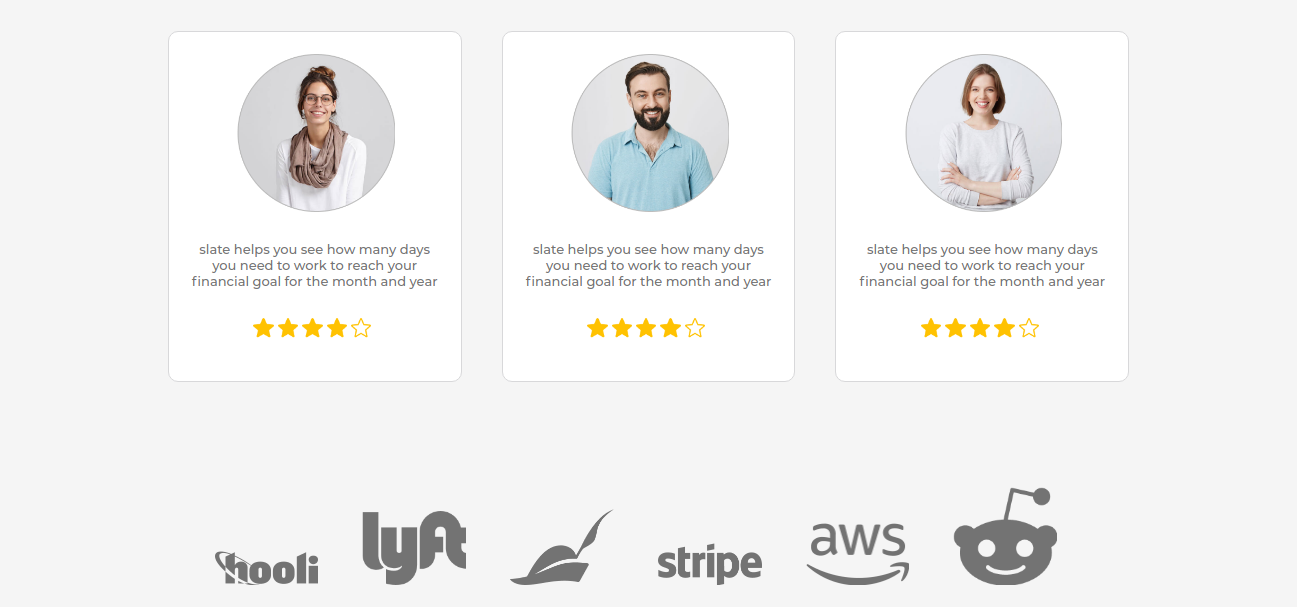 slate helps you see how many days
you need to work to reach your
financial goal for the month and year
slate helps you see how many days
you need to work to reach your
financial goal for the month and year
slate helps you see how many days
you need to work to reach your
financial goal for the month and year
hooli
lyft
stripe
aws